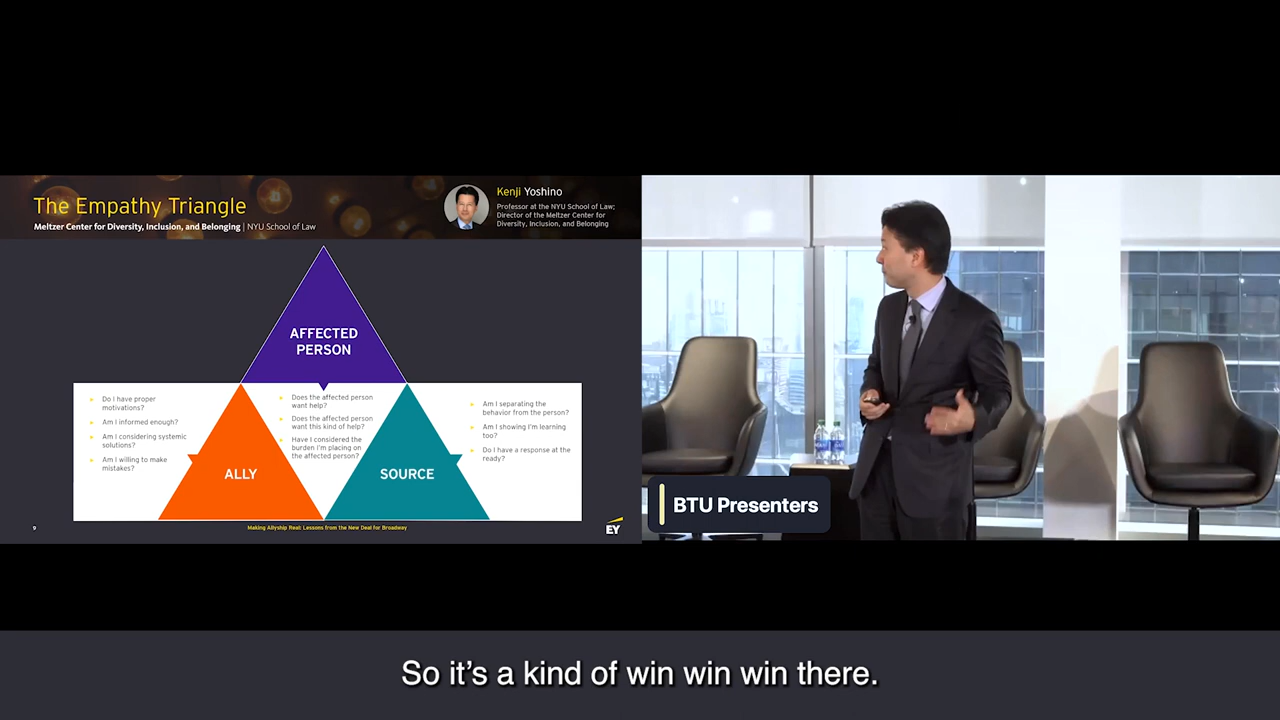 The Empathy Triangle
Meltzer Center for Diversity, Inclusion, and Belonging | NYU School of Law
Kenji Yoshino
Professor at the NYU School of Law;
Director of the Meltzer Center for
Diversity, Inclusion, and Belonging
AFFECTED
PERSON
Do I have proper
motivations?
Am I informed enough?
Am I considering systemic
solutions?
Am I willing to make
mistakes?
ALLY
Does the affected person
want help?
Does the affected person
want this kind of help?
Have I considered the
burden I'm placing on
the affected person?
SOURCE
Am I separating the
behavior from the person?
Am I showing I'm learning
too?
Do I have a response at the
ready?
9
Making Allyship Real: Lessons from the New Deal for Broadway
EY
BTU Presenters
So it's a kind of win win win there.